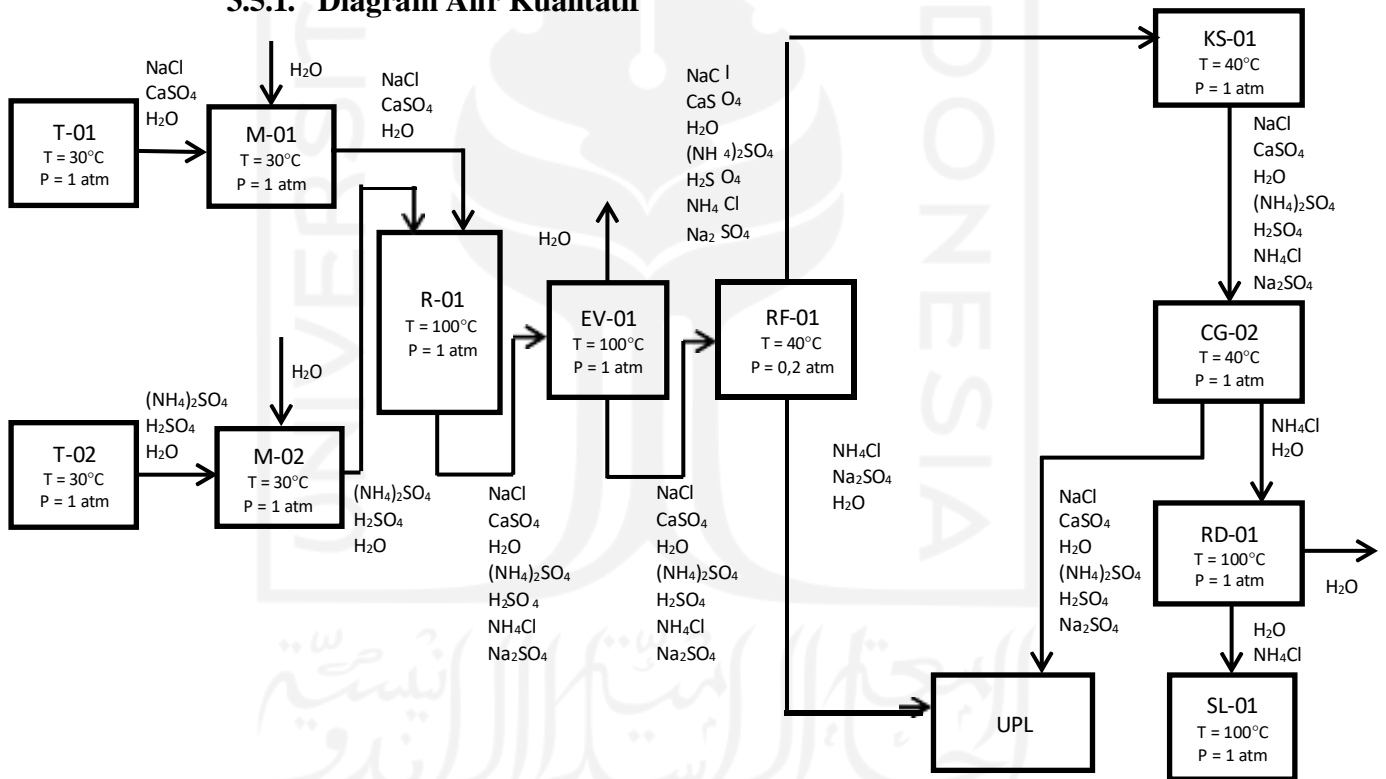 3.5.1. Diagram Alir Kualitatif
T-01
T = 30°C
P = 1 atm
NaCl
CaSO₄
H₂O
H₂O
M-01
T = 30°C
P = 1 atm
NaCl
CaSO₄
H₂O
T-02
T = 30°C
P = 1 atm
(NH₄)₂SO₄
H₂SO₄
H₂O
H₂O
M-02
T = 30°C
P = 1 atm
(NH₄)₂SO₄
H₂SO₄
H₂O
R-01
T = 100°C
P = 1 atm
NaCl
CaSO₄
H₂O
(NH₄)₂SO₄
H₂SO₄
NH₄Cl
Na₂SO₄
H₂O
EV-01
T = 100°C
P = 1 atm
NaCl
CaSO₄
H₂O
(NH₄)₂SO₄
H₂SO₄
NH₄Cl
Na₂SO₄
RF-01
T = 40°C
P = 0,2 atm
NaC l
CaS O₄
H₂O
(NH ₄)₂SO₄
H₂S O₄
NH₄ Cl
Na₂ SO₄
NH₄Cl
Na₂SO₄
H₂O
KS-01
T = 40°C
P = 1 atm
NaCl
CaSO₄
H₂O
(NH₄)₂SO₄
H₂SO₄
NH₄Cl
Na₂SO₄
CG-02
T = 40°C
P = 1 atm
NH₄Cl
H₂O
NaCl
CaSO₄
H₂O
(NH₄)₂SO₄
H₂SO₄
Na₂SO₄
RD-01
T = 100°C
P = 1 atm
H₂O
H₂O
NH₄Cl
SL-01
T = 100°C
P = 1 atm
UPL
UNIVERSIT
DONESIA